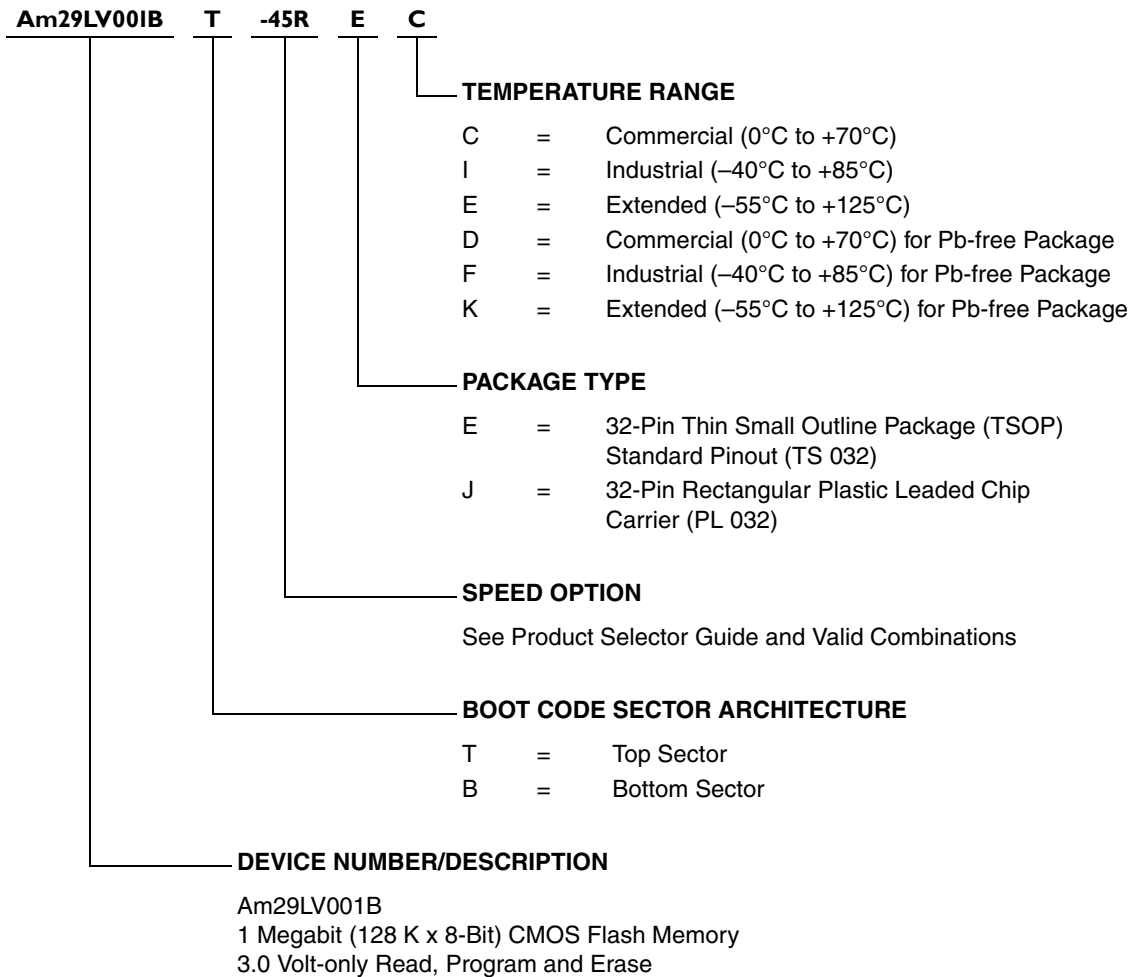 Am29LV001B T -45R E C
TEMPERATURE RANGE
C = Commercial (0°C to +70°C)
I = Industrial (–40°C to +85°C)
E = Extended (–55°C to +125°C)
D = Commercial (0°C to +70°C) for Pb-free Package
F = Industrial (–40°C to +85°C) for Pb-free Package
K = Extended (–55°C to +125°C) for Pb-free Package
PACKAGE TYPE
E = 32-Pin Thin Small Outline Package (TSOP)
Standard Pinout (TS 032)
J = 32-Pin Rectangular Plastic Leaded Chip
Carrier (PL 032)
SPEED OPTION
See Product Selector Guide and Valid Combinations
BOOT CODE SECTOR ARCHITECTURE
T = Top Sector
B = Bottom Sector
DEVICE NUMBER/DESCRIPTION
Am29LV001B
1 Megabit (128 K x 8-Bit) CMOS Flash Memory
3.0 Volt-only Read, Program and Erase